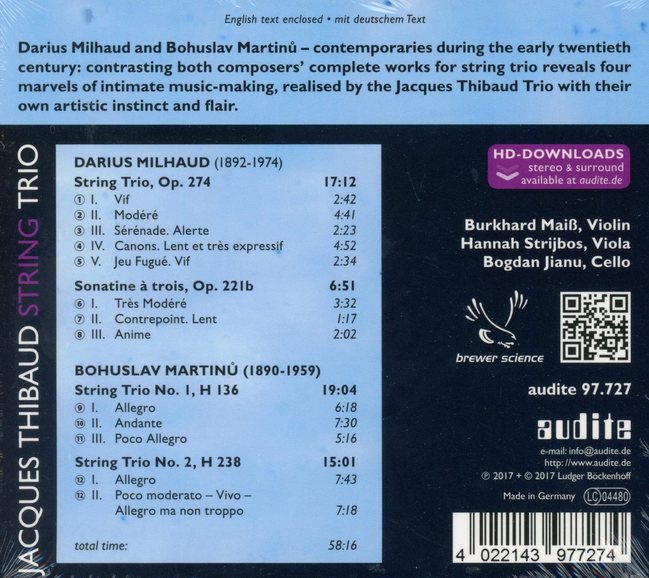 English text enclosed • mit deutschem Text
Darius Milhaud and Bohuslav Martinů – contemporaries during the early twentieth
century: contrasting both composers’ complete works for string trio reveals four
marvels of intimate music-making, realised by the Jacques Thibaud Trio with their
own artistic instinct and flair.
JACQUES THIBAUD STRING TRIO
DARIUS MILHAUD (1892-1974)
String Trio, Op. 274 17:12
① I. Vif 2:42
② II. Modéré 4:41
③ III. Sérénade. Alerte 2:23
④ IV. Canons. Lent et très expressif 4:52
⑤ V. Jeu Fugué. Vif 2:34
Sonatine à trois, Op. 221b 6:51
⑥ I. Très Modéré 3:32
⑦ II. Contrepoint. Lent 1:17
⑧ III. Anime 2:02
BOHUSLAV MARTINŮ (1890-1959)
String Trio No. 1, H 136 19:04
⑨ I. Allegro 6:18
⑩ II. Andante 7:30
⑪ III. Poco Allegro 5:16
String Trio No. 2, H 238 15:01
⑫ I. Allegro 7:43
⑫ II. Poco moderato – Vivo –
Allegro ma non troppo 7:18
total time: 58:16
HD-DOWNLOADS
stereo & surround
available at audite.de
Burkhard Maiß, Violin
Hannah Strijbos, Viola
Bogdan Jianu, Cello
brewer science
audite 97.727
audite
e-mail: info@audite.de
http://www.audite.de
℗ 2017 + © 2017 Ludger Böckenhoff
Made in Germany LC 04480
4 022143 977274